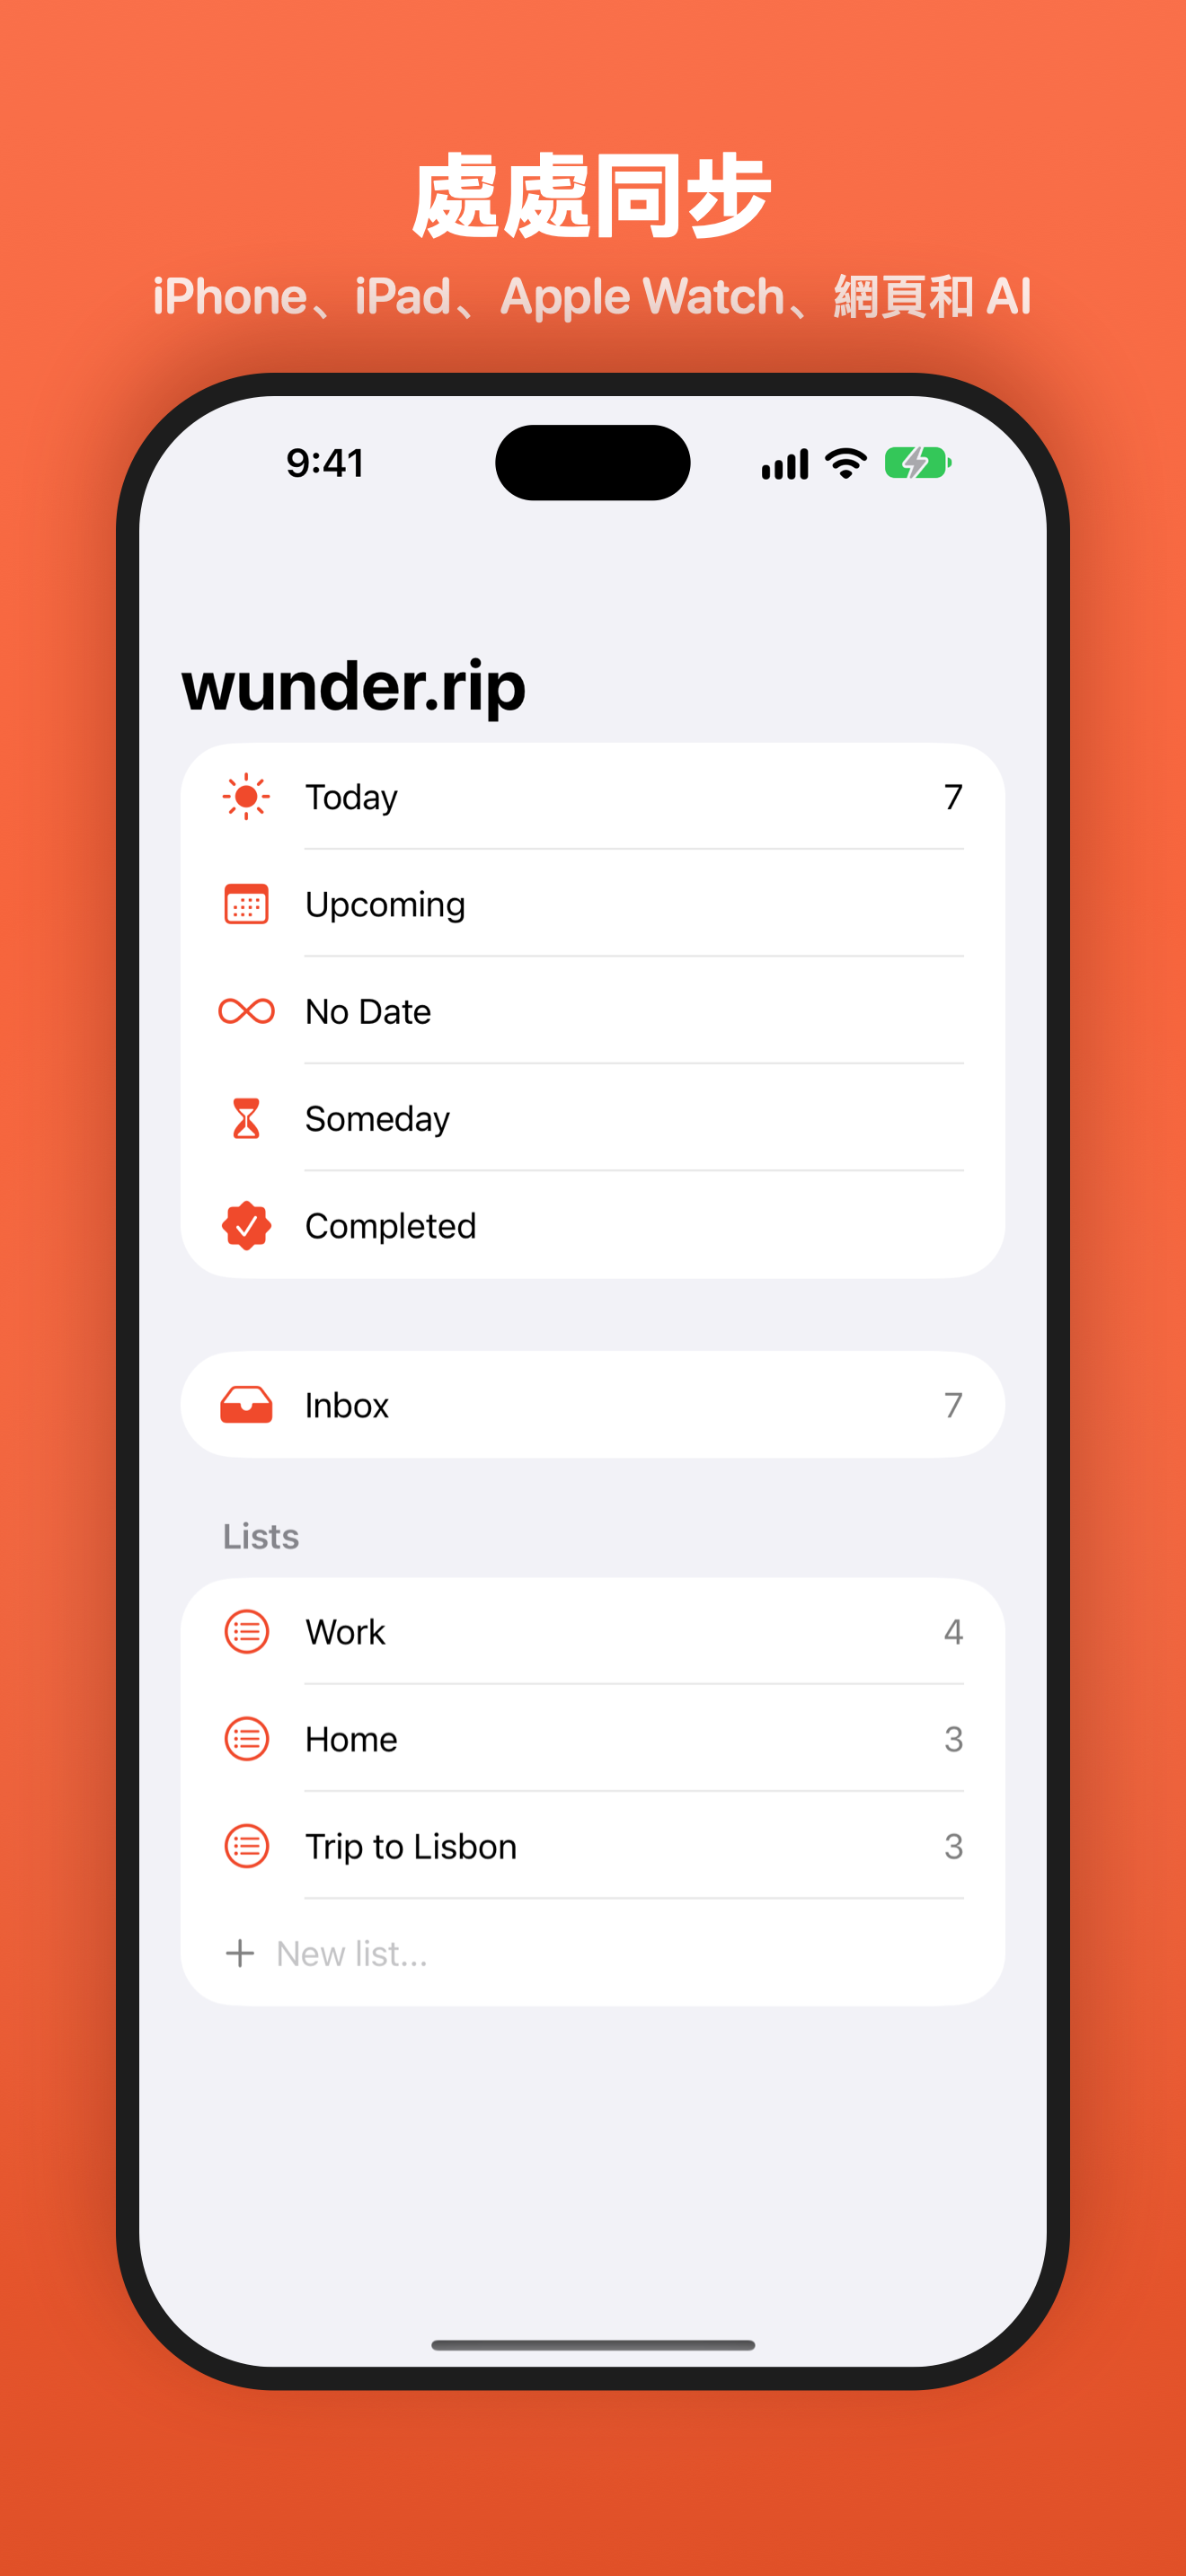 處處同步
iPhone、iPad、Apple Watch、網頁和 AI
9:41
wunder.rip
Today 7
Upcoming
No Date
Someday
Completed
Inbox 7
Lists
Work 4
Home 3
Trip to Lisbon 3
New list...